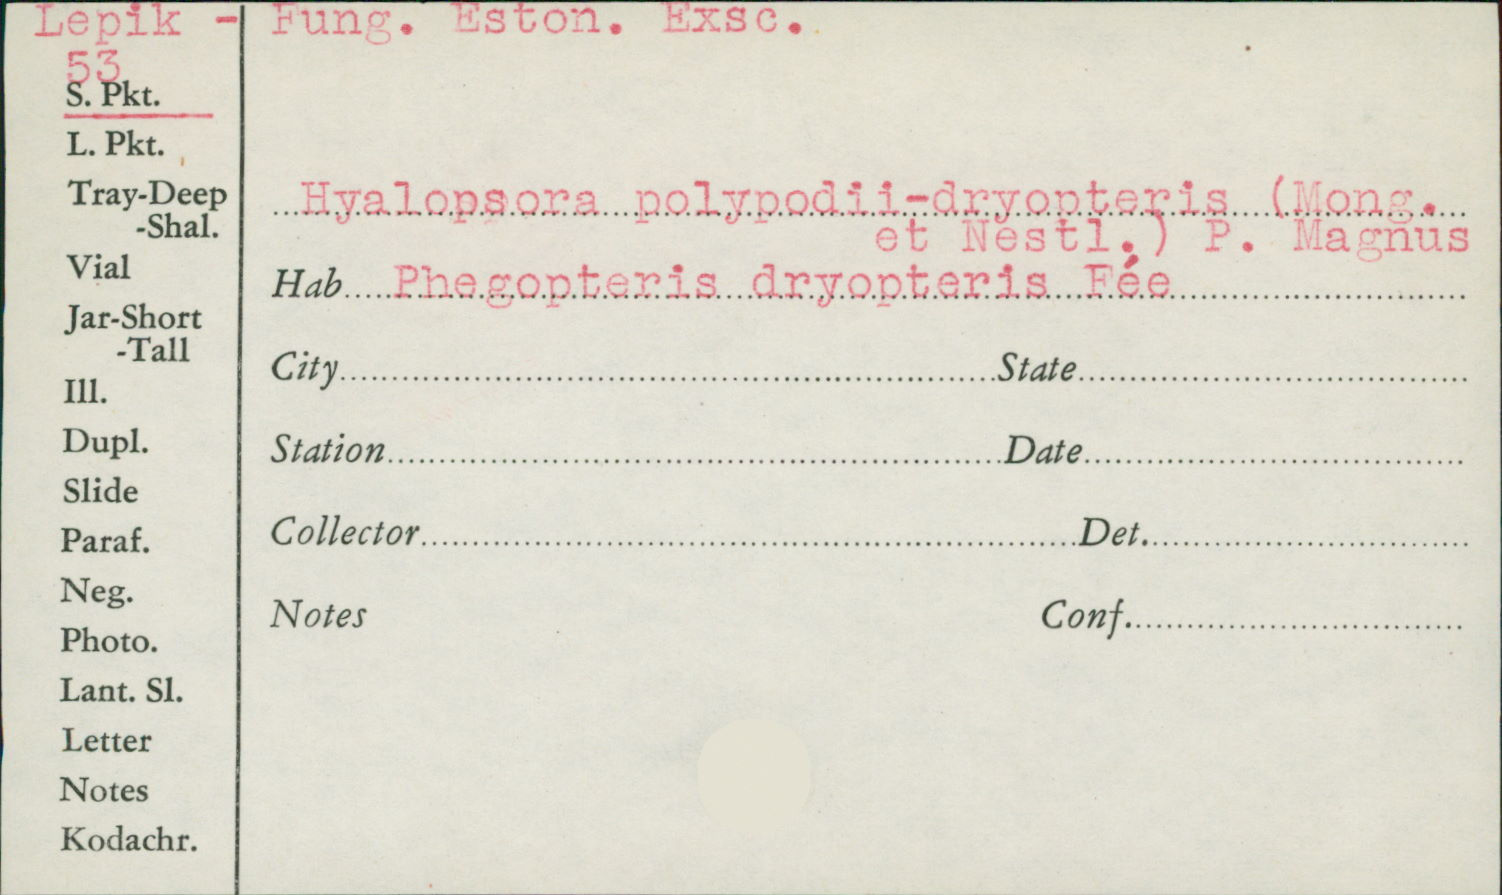 Lepik - Fung. Eston. Exsc.
53
S. Pkt.
L. Pkt.
Tray-Deep
-Shal.
Vial
Jar-Short
-Tall
Ill.
Dupl.
Slide
Paraf.
Neg.
Photo.
Lant. Sl.
Letter
Notes
Kodachr.
Hyalopsora polypodii-dryopteris (Mong.
et Nestl.) P. Magnus
Hab Phegopteris dryopteris Fée
City State
Station Date
Collector Det.
Notes Conf.